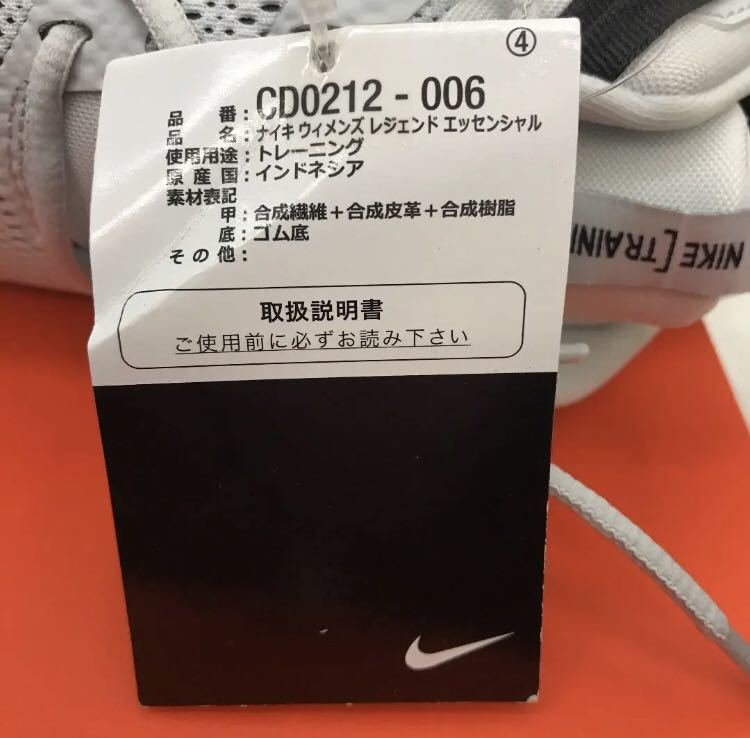 ④
品番：CD0212 - 006
品名：ナイキ ウィメンズ レジェンド エッセンシャル
使用用途：トレーニング
原産国：インドネシア
素材表記
甲：合成繊維＋合成皮革＋合成樹脂
底：ゴム底
その他：
取扱説明書
ご使用前に必ずお読み下さい
NIKE [TRAINI